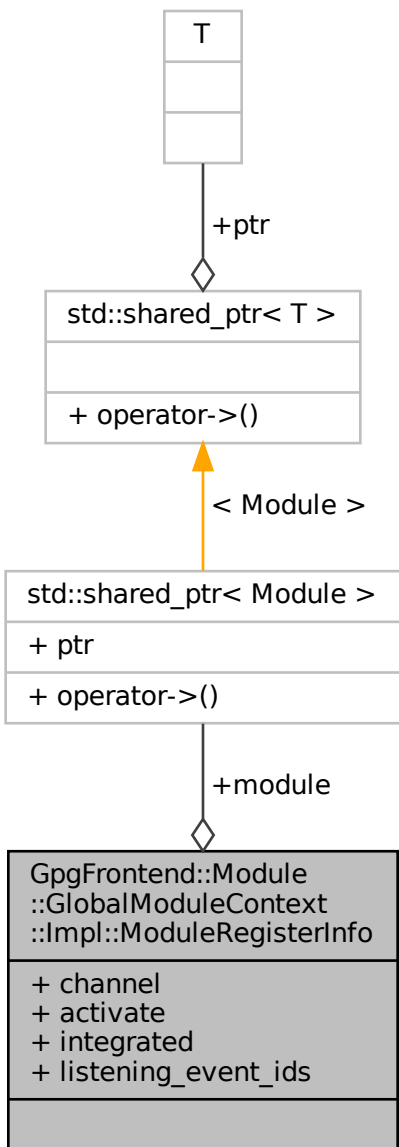 T
+ptr
std::shared_ptr< T >
+ operator->()
< Module >
std::shared_ptr< Module >
+ ptr
+ operator->()
+module
GpgFrontend::Module
::GlobalModuleContext
::Impl::ModuleRegisterInfo
+ channel
+ activate
+ integrated
+ listening_event_ids